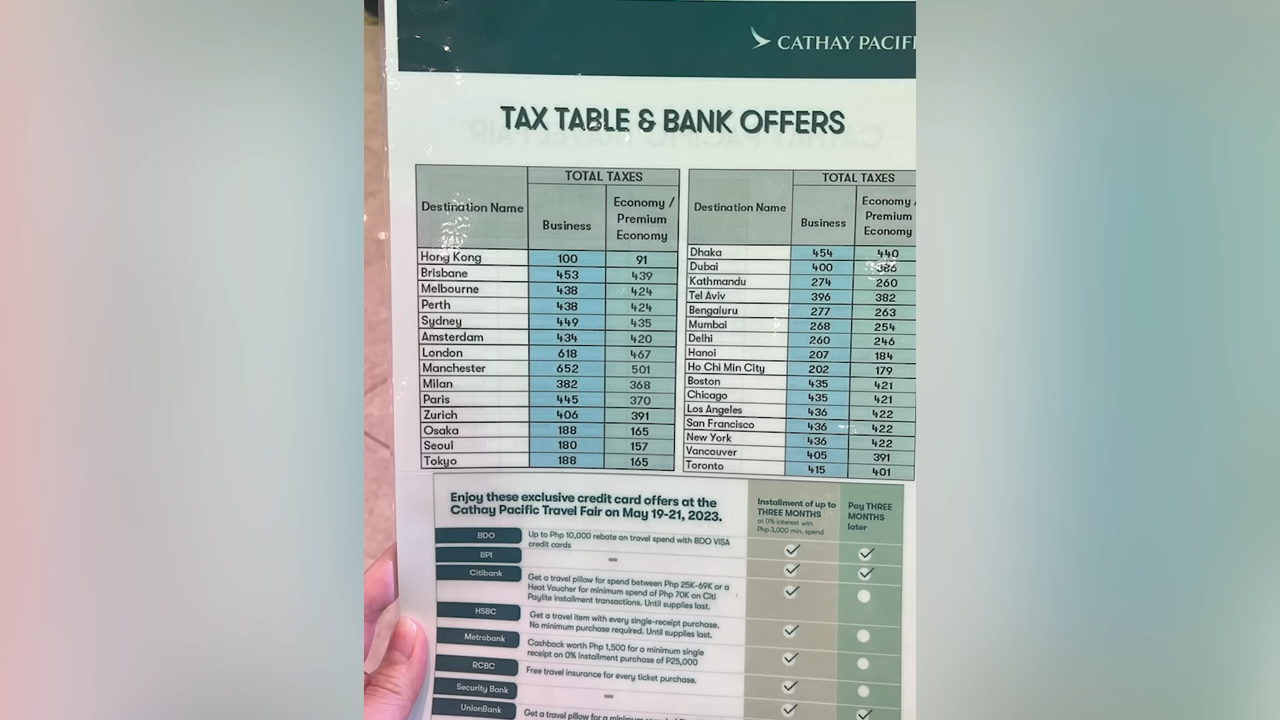 CATHAY PACIFI
TAX TABLE & BANK OFFERS
Destination Name TOTAL TAXES
Business Economy / Premium Economy
Hong Kong 100 91
Brisbane 453 439
Melbourne 438 424
Perth 438 424
Sydney 449 435
Amsterdam 434 420
London 618 467
Manchester 652 501
Milan 382 368
Paris 445 370
Zurich 406 391
Osaka 188 165
Seoul 180 157
Tokyo 188 165
Destination Name TOTAL TAXES
Business Economy / Premium Economy
Dhaka 454 440
Dubai 400 386
Kathmandu 274 260
Tel Aviv 396 382
Bengaluru 277 263
Mumbai 268 254
Delhi 260 246
Hanoi 207 184
Ho Chi Min City 202 179
Boston 435 421
Chicago 435 421
Los Angeles 436 422
San Francisco 436 422
New York 436 422
Vancouver 405 391
Toronto 415 401
Enjoy these exclusive credit card offers at the
Cathay Pacific Travel Fair on May 19-21, 2023.
Installment of up to
THREE MONTHS
at 0% interest with
Php 3,000 min. spend
Pay THREE
MONTHS
later
BDO
Up to Php 10,000 rebate on travel spend with BDO VISA
credit cards
BPI
Citibank
Get a travel pillow for spend between Php 25K-69K or a
Heat Voucher for minimum spend of Php 70K on Citi
Paylite installment transactions. Until supplies last.
HSBC
Get a travel item with every single-receipt purchase.
No minimum purchase required. Until supplies last.
Metrobank
Cashback worth Php 1,500 for a minimum single
receipt on 0% installment purchase of P25,000
RCBC
Free travel insurance for every ticket purchase.
Security Bank
UnionBank
Get a travel pillow for a minimum